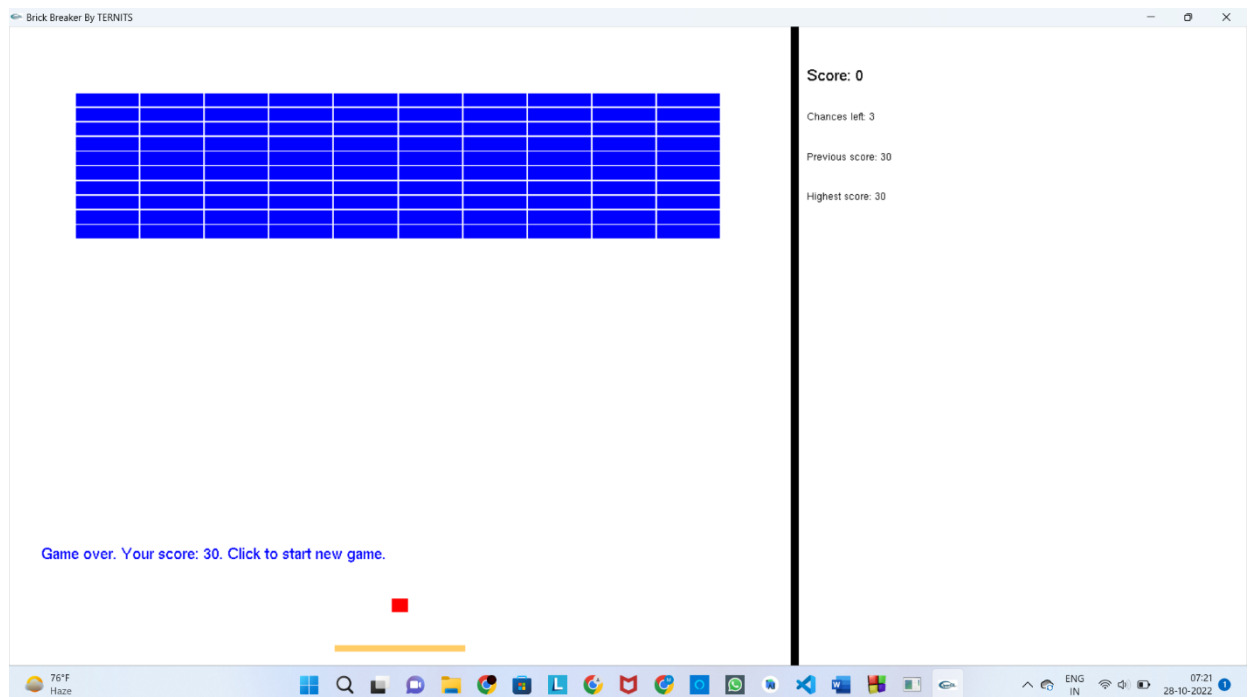 Brick Breaker By TERNITS
Score: 0
Chances left: 3
Previous score: 30
Highest score: 30
Game over. Your score: 30. Click to start new game.
76°F
Haze
ENG
IN
07:21
28-10-2022
1